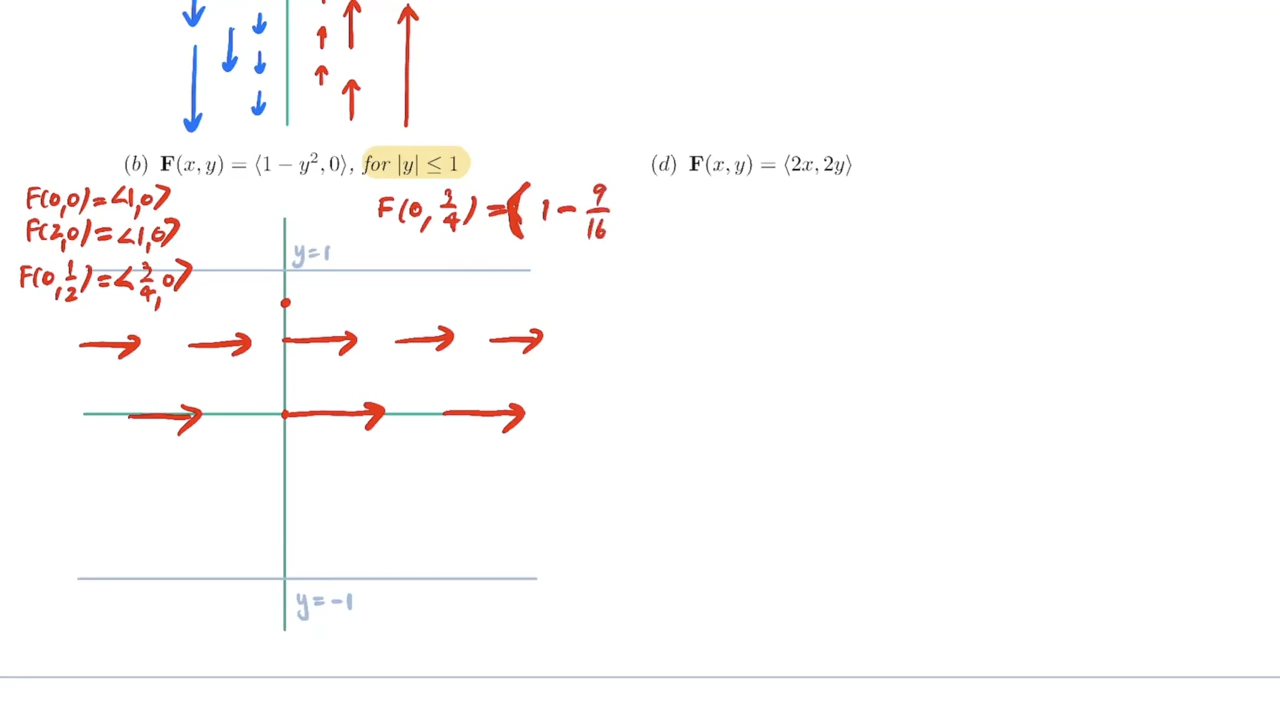 (b) F(x, y) = ⟨1 − y², 0⟩, for |y| ≤ 1
(d) F(x, y) = ⟨2x, 2y⟩
F(0,0) = <1,0>
F(2,0) = <1,0>
F(0, 1/2) = <3/4, 0>
F(0, 3/4) = ( 1 − 9/16
y = 1
y = −1